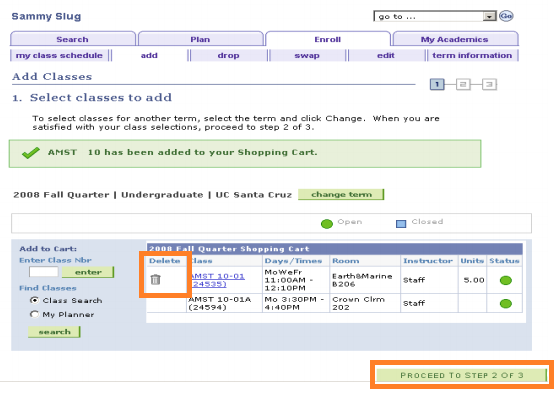 Sammy Slug
go to ...
Go
Search Plan Enroll My Academics
my class schedule add drop swap edit term information
Add Classes
1 2 3
1. Select classes to add
To select classes for another term, select the term and click Change. When you are
satisfied with your class selections, proceed to step 2 of 3.
AMST 10 has been added to your Shopping Cart.
2008 Fall Quarter | Undergraduate | UC Santa Cruz change term
Open Closed
Add to Cart:
Enter Class Nbr
enter
Find Classes
Class Search
My Planner
search
2008 Fall Quarter Shopping Cart
Delete Class Days/Times Room Instructor Units Status
AMST 10-01
(24535)
MoWeFr
11:00AM -
12:10PM
Earth&Marine
B206
Staff
5.00
AMST 10-01A
(24594)
Mo 3:30PM -
4:40PM
Crown Clrm
202
Staff
PROCEED TO STEP 2 OF 3